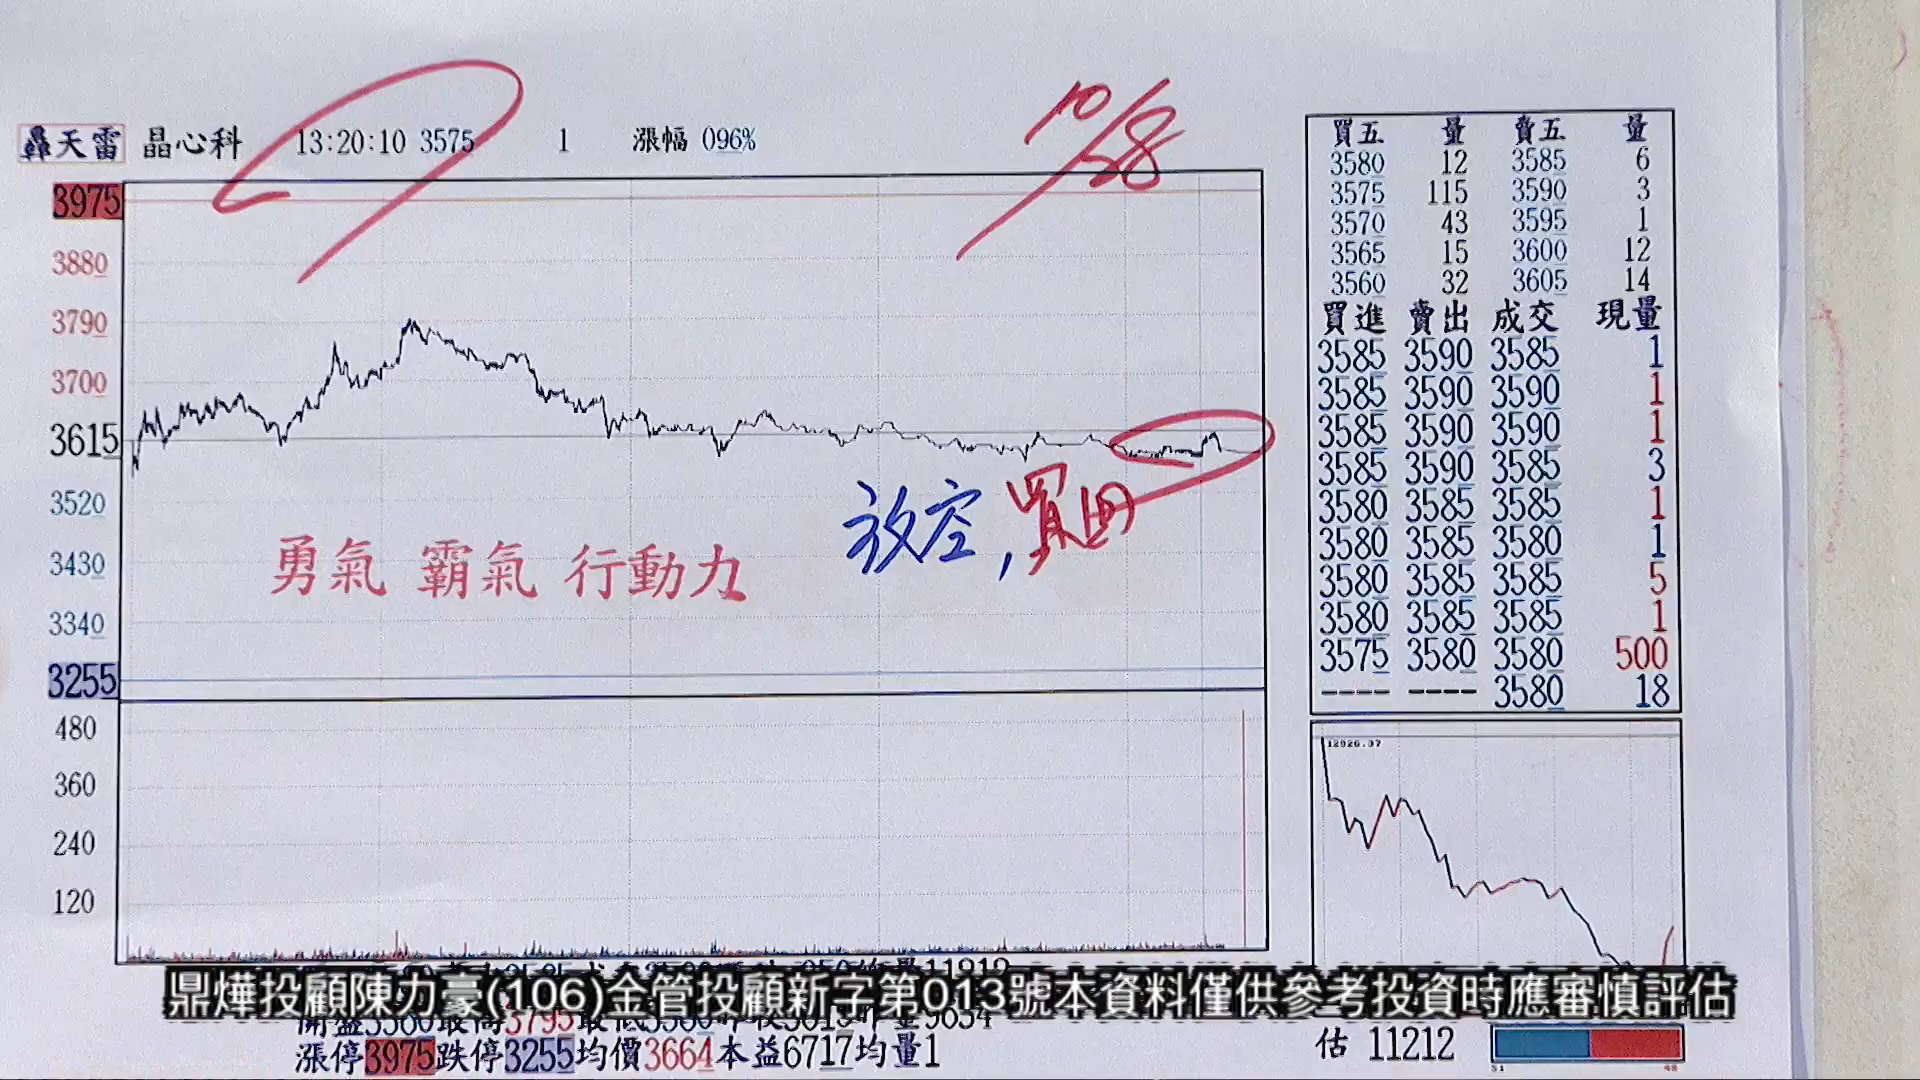 驫天雷 晶心科 13:20:10 3575 1 漲幅 096%
10/28
3975
3880
3790
3700
3615
3520
3430
3340
3255
480
360
240
120
放空,買回
勇氣 霸氣 行動力
買五 量 賣五 量
3580 12 3585 6
3575 115 3590 3
3570 43 3595 1
3565 15 3600 12
3560 32 3605 14
買進 賣出 成交 現量
3585 3590 3585 1
3585 3590 3590 1
3585 3590 3590 1
3585 3590 3585 3
3580 3585 3585 1
3580 3585 3580 1
3580 3585 3585 5
3580 3585 3585 1
3575 3580 3580 500
---- ---- 3580 18
12926.37
鼎燁投顧陳力豪(106)金管投顧新字第013號本資料僅供參考投資時應審慎評估
漲停3975跌停3255均價3664本益6717均量1
估 11212
51 48